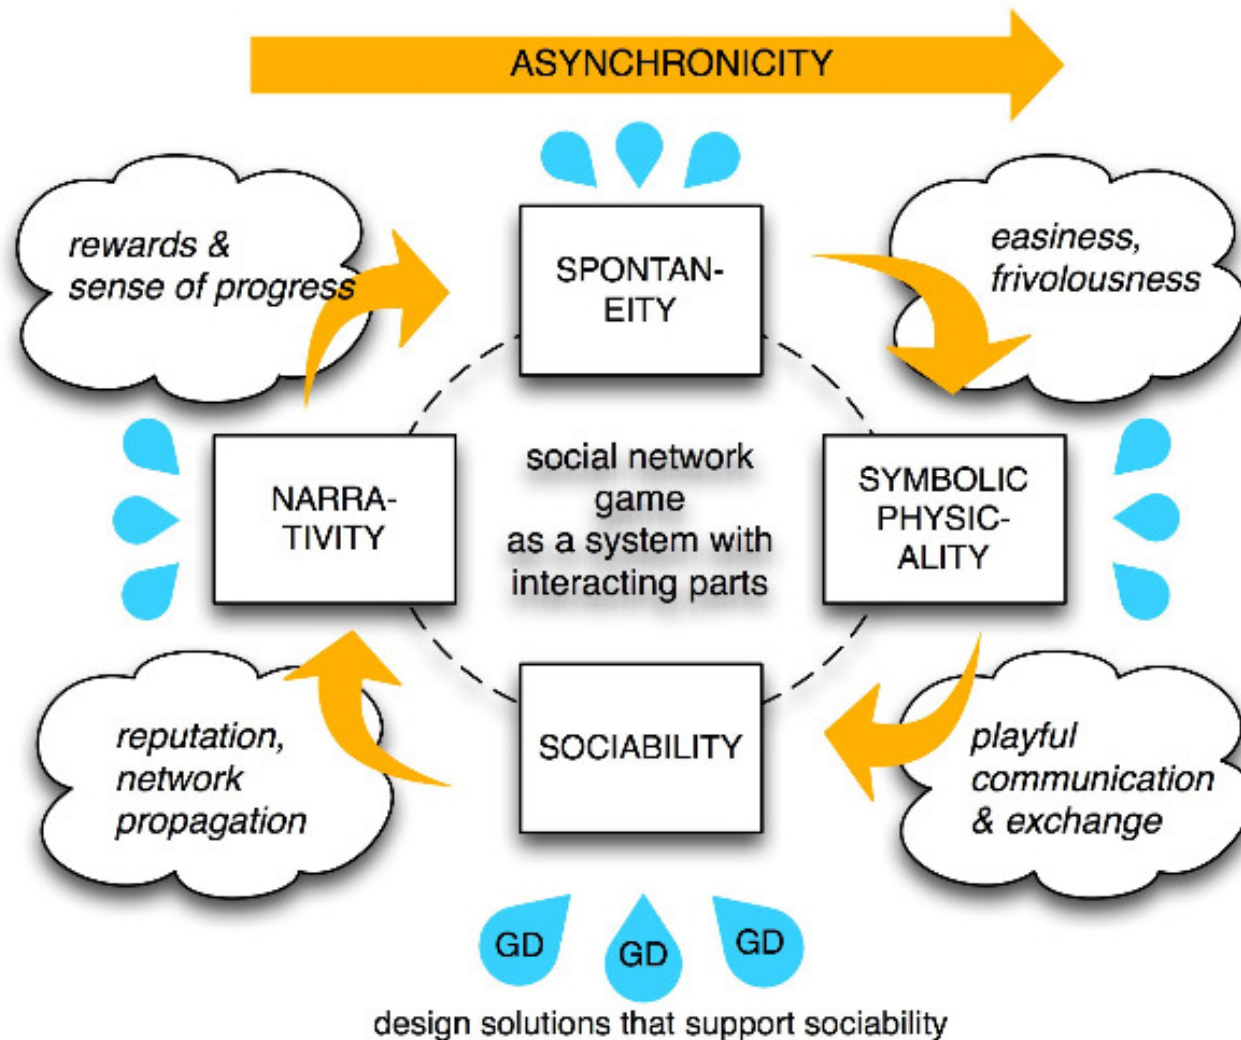 ASYNCHRONICITY
rewards &
sense of progress
SPONTAN-
EITY
easiness,
frivolousness
NARRA-
TIVITY
social network
game
as a system with
interacting parts
SYMBOLIC
PHYSIC-
ALITY
reputation,
network
propagation
SOCIABILITY
playful
communication
& exchange
GD
GD
GD
design solutions that support sociability